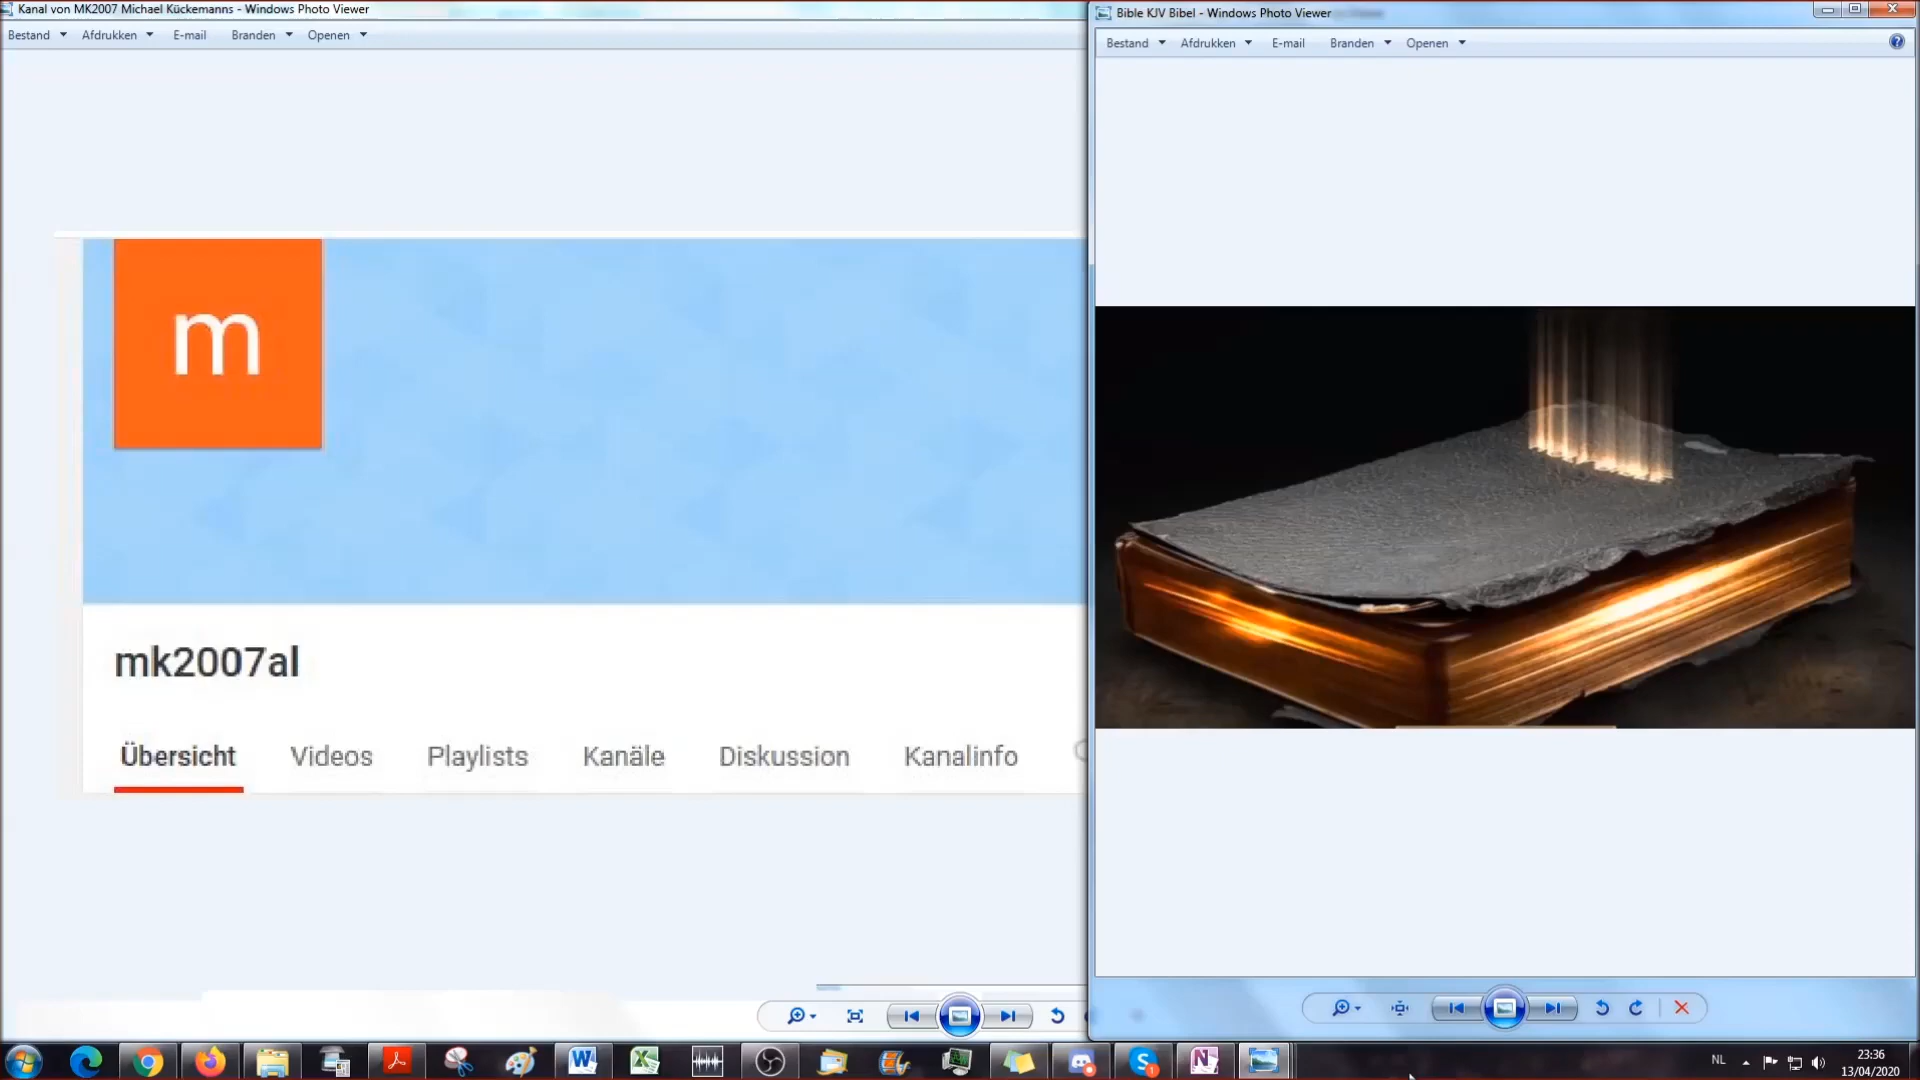 Kanal von MK2007 Michael Kückemanns - Windows Photo Viewer
Bestand Afdrukken E-mail Branden Openen
m
mk2007al
Übersicht Videos Playlists Kanäle Diskussion Kanalinfo
Bible KJV Bibel - Windows Photo Viewer
Bestand Afdrukken E-mail Branden Openen
NL
23:36
13/04/2020